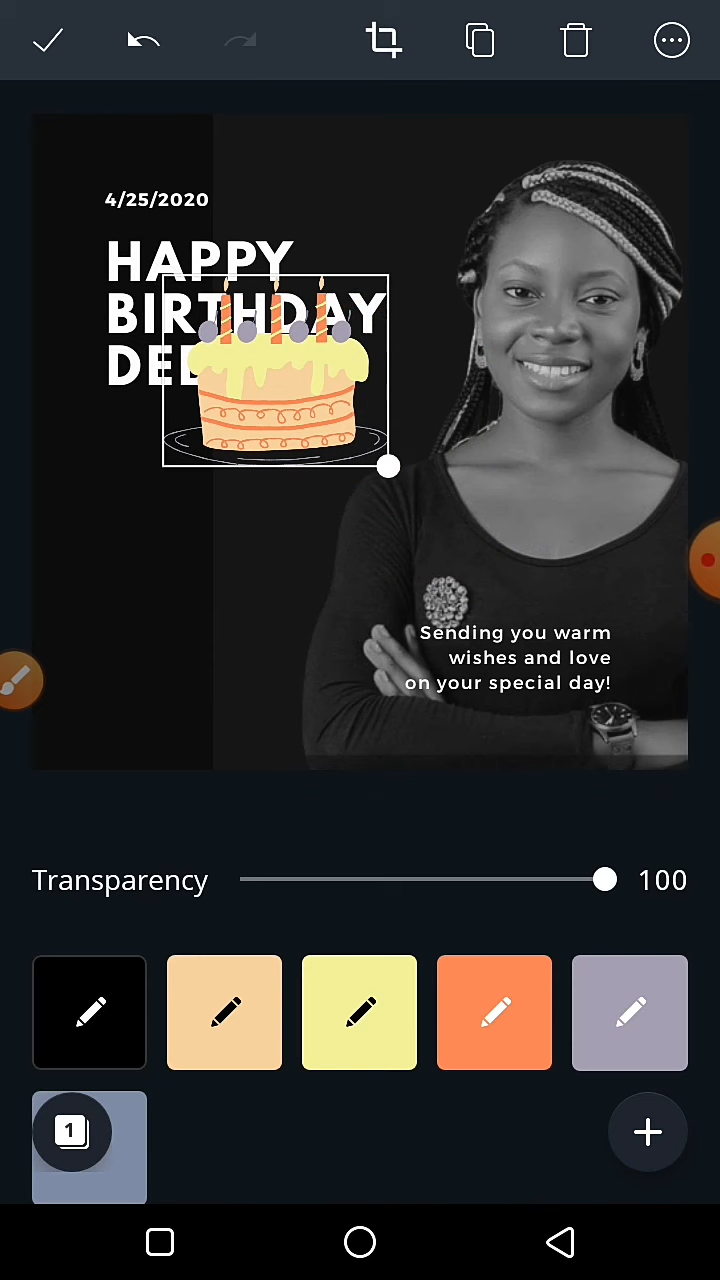 4/25/2020
HAPPY
BIRTHDAY
Sending you warm
wishes and love
on your special day!
Transparency 100
1